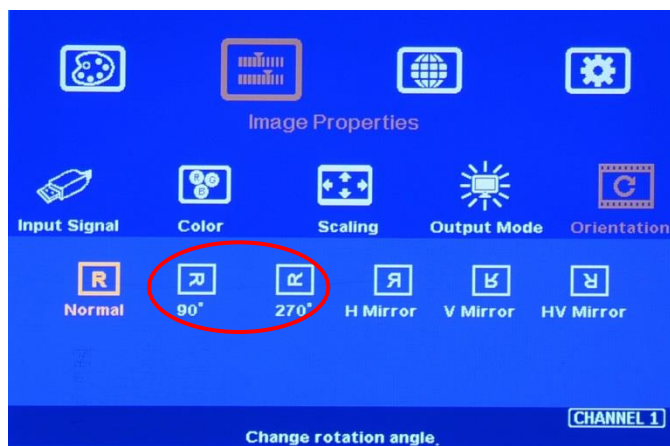 Image Properties
R G B
Input Signal Color Scaling Output Mode Orientation
R R R R R R
Normal 90° 270° H Mirror V Mirror HV Mirror
CHANNEL 1
Change rotation angle.